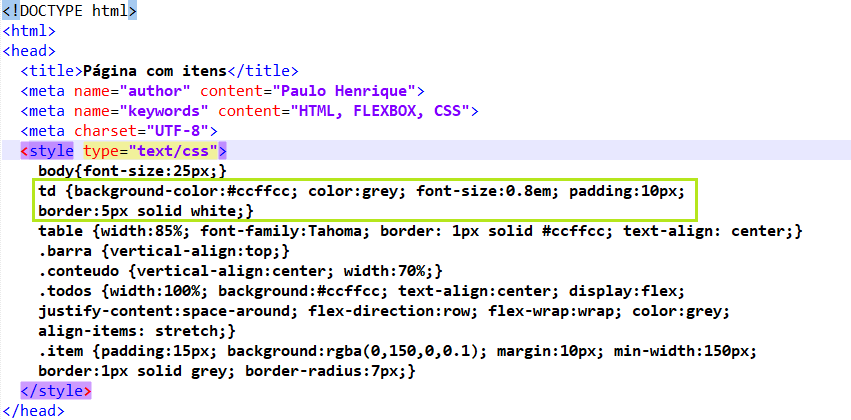 <!DOCTYPE html>
<html>
<head>
<title>Página com itens</title>
<meta name="author" content="Paulo Henrique">
<meta name="keywords" content="HTML, FLEXBOX, CSS">
<meta charset="UTF-8">
<style type="text/css">
body{font-size:25px;}
td {background-color:#ccffcc; color:grey; font-size:0.8em; padding:10px;
border:5px solid white;}
table {width:85%; font-family:Tahoma; border: 1px solid #ccffcc; text-align: center;}
.barra {vertical-align:top;}
.conteudo {vertical-align:center; width:70%;}
.todos {width:100%; background:#ccffcc; text-align:center; display:flex;
justify-content:space-around; flex-direction:row; flex-wrap:wrap; color:grey;
align-items: stretch;}
.item {padding:15px; background:rgba(0,150,0,0.1); margin:10px; min-width:150px;
border:1px solid grey; border-radius:7px;}
</style>
</head>